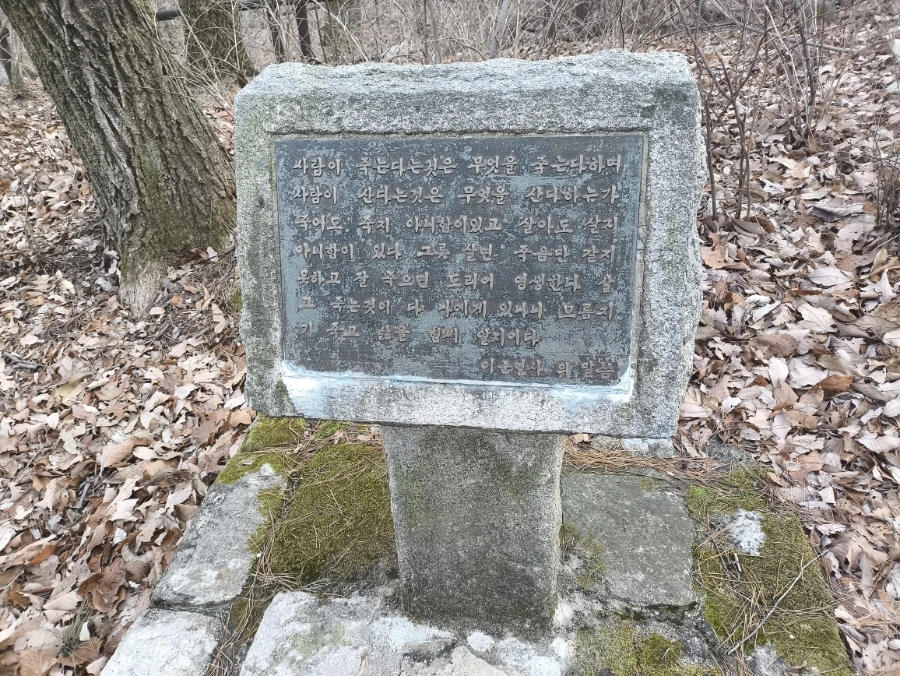 사람이 죽는다는것은 무엇을 죽는다하며
사람이 산다는것은 무엇을 산다하는가
죽어도 죽지 아니함이있고 살아도 살지
아니함이 있다 그릇 살면 죽음만 같지
못하고 잘 죽으면 도리어 영생한다 살
고 죽는것이 다 나에게 있나니 모름지
기 죽고 삶을 힘써 알지어다
이준열사 의 말씀